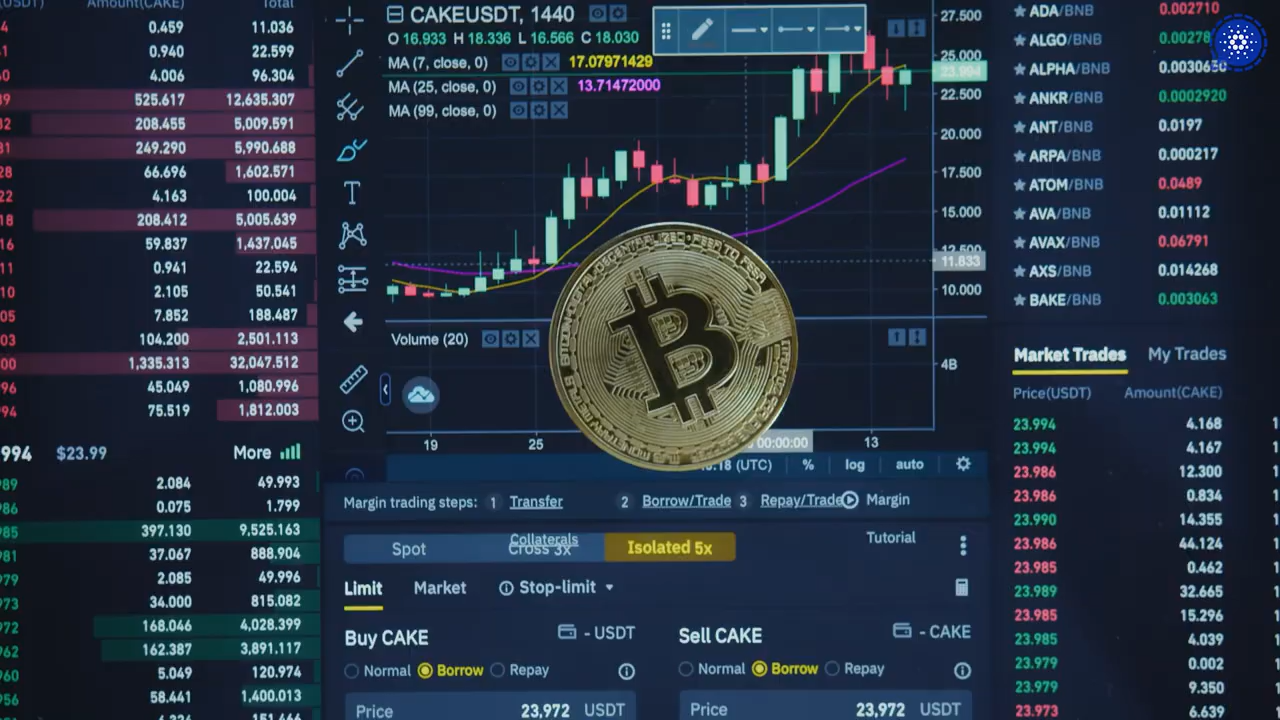 (USDT) Amount(CAKE) Total
0.459 11.036
0.940 22.599
4.006 96.304
525.617 12,635.307
208.455 5,009.591
249.290 5,990.688
66.696 1,602.571
4.163 100.004
208.412 5,005.639
59.837 1,437.045
0.941 22.594
2.105 50.541
7.852 188.487
104.200 2,501.113
1,335.313 32,047.512
45.049 1,080.996
75.519 1,812.003
994 $23.99 More
2.084 49.993
0.075 1.799
397.130 9,525.163
37.067 888.904
2.085 49.996
34.000 815.082
168.046 4,028.399
162.387 3,891.117
5.049 120.974
58.441 1,400.013
CAKEUSDT, 1440
O 16.933 H 18.336 L 16.566 C 18.030
MA (7, close, 0) 17.07971429
MA (25, close, 0) 13.71472000
MA (99, close, 0)
27.500
25.000
23.994
22.500
20.000
17.500
15.000
12.500
11.833
10.000
Volume (20)
4B
19 25 00:00:00 13
(UTC) % log auto
Margin trading steps: 1 Transfer 2 Borrow/Trade 3 Repay/Trade Margin
Collaterals Tutorial
Spot Cross 3x Isolated 5x
Limit Market Stop-limit
Buy CAKE - USDT Sell CAKE - CAKE
Normal Borrow Repay Normal Borrow Repay
Price 23,972 USDT Price 23,972 USDT
ADA/BNB 0.002710
ALGO/BNB 0.00278
ALPHA/BNB 0.0030630
ANKR/BNB 0.0002920
ANT/BNB 0.0197
ARPA/BNB 0.000217
ATOM/BNB 0.0489
AVA/BNB 0.01112
AVAX/BNB 0.06791
AXS/BNB 0.014268
BAKE/BNB 0.003063
Market Trades My Trades
Price(USDT) Amount(CAKE)
23.994 4.168
23.994 4.167
23.986 12.300
23.986 0.834
23.990 14.355
23.986 44.124
23.985 0.462
23.989 32.665
23.985 15.296
23.985 4.039
23.979 0.002
23.979 9.350
23.973 6.639